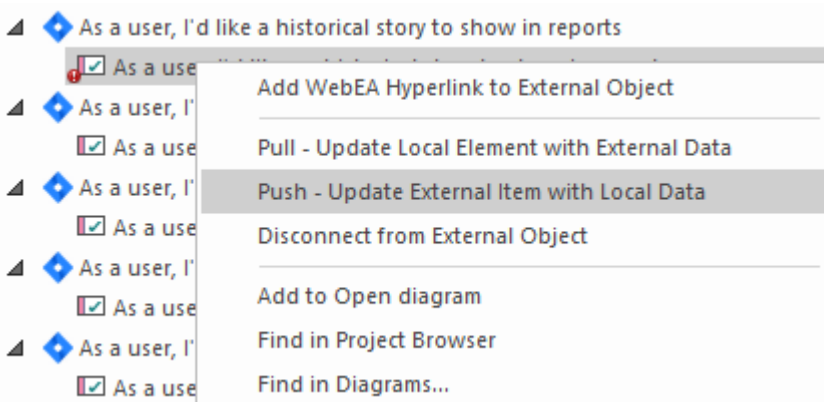 As a user, I'd like a historical story to show in reports
As a use
Add WebEA Hyperlink to External Object
As a user, I'
As a use
Pull - Update Local Element with External Data
As a user, I'
Push - Update External Item with Local Data
As a use
Disconnect from External Object
As a user, I'
As a use
Add to Open diagram
Find in Project Browser
As a user, I'
As a use
Find in Diagrams...